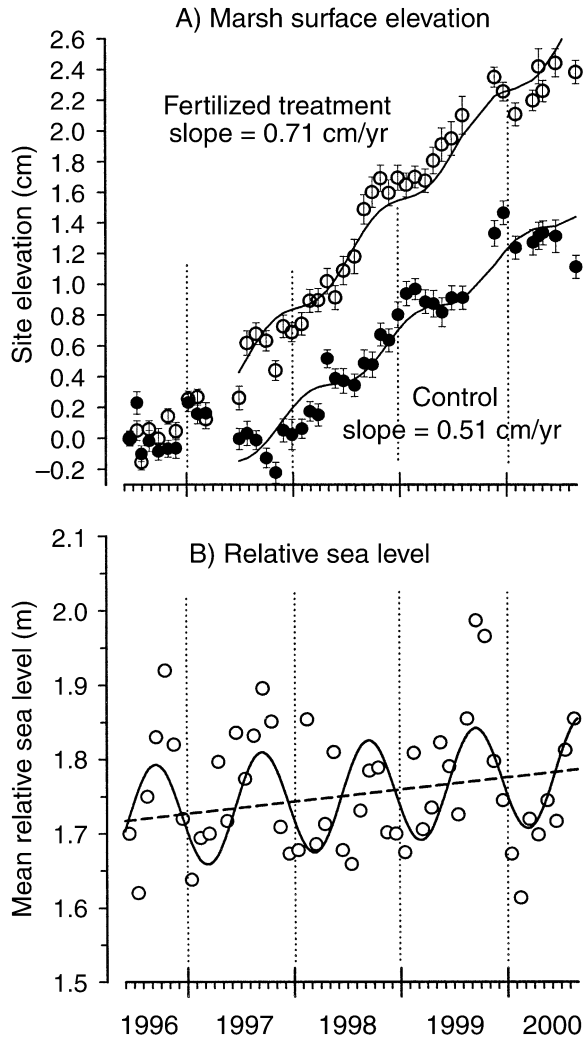 A) Marsh surface elevation
2.6
2.4
2.2
2.0
1.8
1.6
1.4
1.2
1.0
0.8
0.6
0.4
0.2
0.0
−0.2
Site elevation (cm)
Fertilized treatment
slope = 0.71 cm/yr
Control
slope = 0.51 cm/yr
B) Relative sea level
2.1
2.0
1.9
1.8
1.7
1.6
1.5
Mean relative sea level (m)
1996 1997 1998 1999 2000